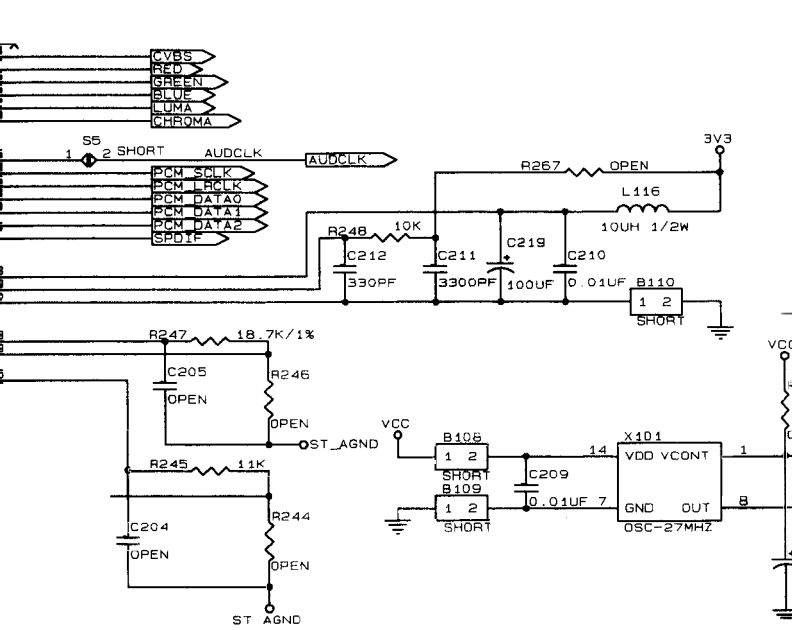 CVBS
RED
GREEN
BLUE
LUMA
CHROMA
S5
1 2 SHORT AUDCLK AUDCLK
PCM_SCLK
PCM_LRCLK
PCM_DATA0
PCM_DATA1
PCM_DATA2
SPDIF
3V3
R267 OPEN
L116
10UH 1/2W
R248 10K
C212
330PF
C211
3300PF
C219
+
100UF
C210
0.01UF
B110
1 2
SHORT
R247 18.7K/1%
C205
OPEN
R246
OPEN
ST_AGND
R245 11K
C204
OPEN
R244
OPEN
ST_AGND
VCC
B108
1 2
SHORT
B109
1 2
SHORT
C209
0.01UF
X101
14 VDD VCONT 1
7 GND OUT 8
OSC-27MHZ